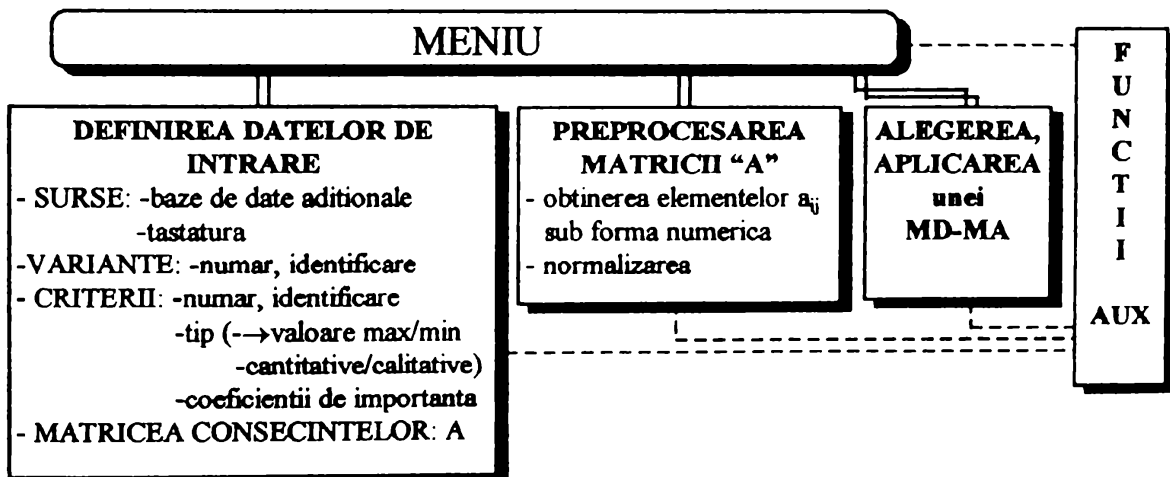 MENIU
DEFINIREA DATELOR DE
INTRARE
- SURSE: -baze de date aditionale
-tastatura
-VARIANTE: -numar, identificare
- CRITERII: -numar, identificare
-tip (-→valoare max/min
-cantitative/calitative)
-coeficientii de importanta
- MATRICEA CONSECINTELOR: A
PREPROCESAREA
MATRICII “A”
- obtinerea elementelor aij
sub forma numerica
- normalizarea
ALEGEREA,
APLICAREA
unei
MD-MA
F
U
N
C
T
I
I
AUX